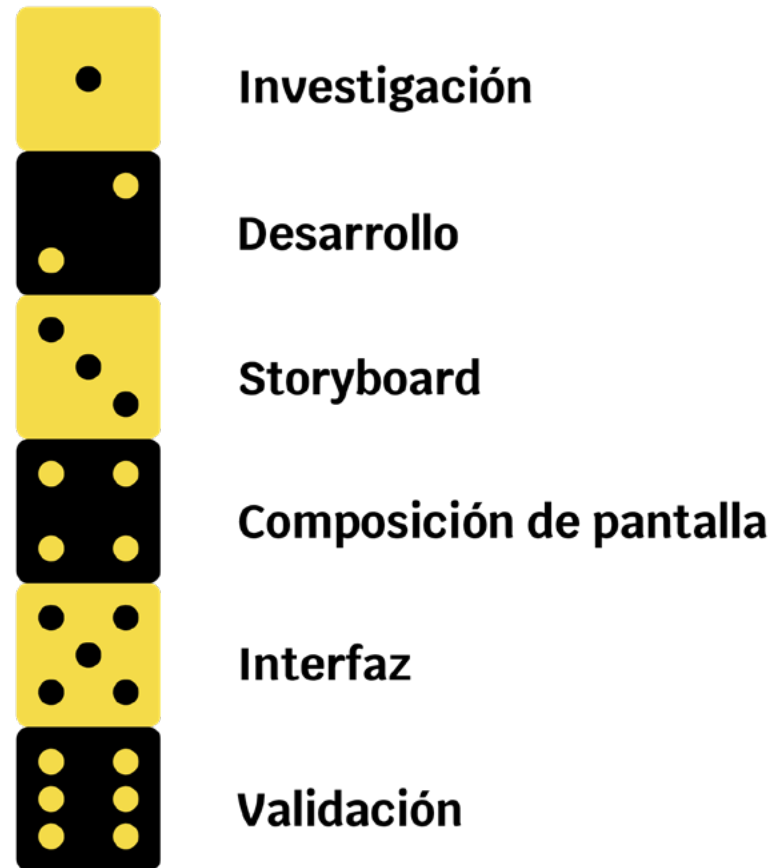 Investigación
Desarrollo
Storyboard
Composición de pantalla
Interfaz
Validación